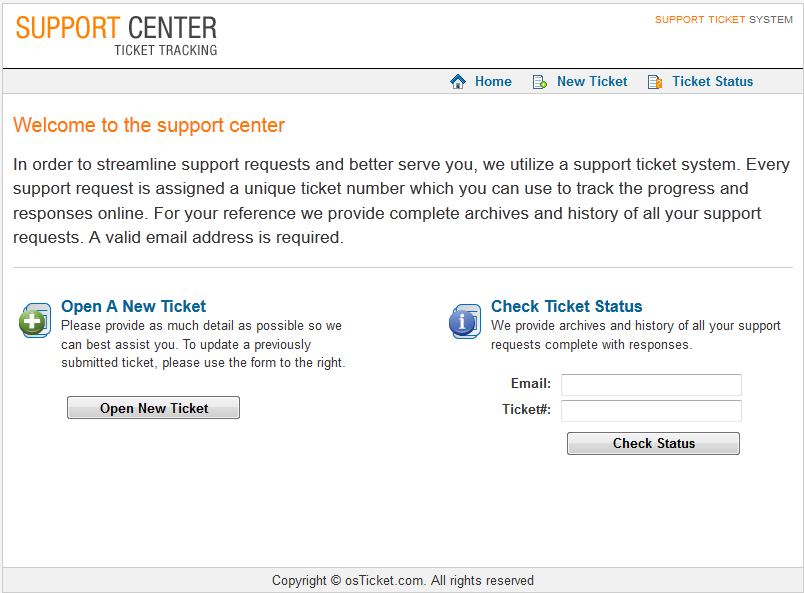 SUPPORT CENTER
TICKET TRACKING
SUPPORT TICKET SYSTEM
Home
New Ticket
Ticket Status
Welcome to the support center
In order to streamline support requests and better serve you, we utilize a support ticket system. Every
support request is assigned a unique ticket number which you can use to track the progress and
responses online. For your reference we provide complete archives and history of all your support
requests. A valid email address is required.
Open A New Ticket
Please provide as much detail as possible so we
can best assist you. To update a previously
submitted ticket, please use the form to the right.
Open New Ticket
Check Ticket Status
We provide archives and history of all your support
requests complete with responses.
Email:
Ticket#:
Check Status
Copyright © osTicket.com. All rights reserved